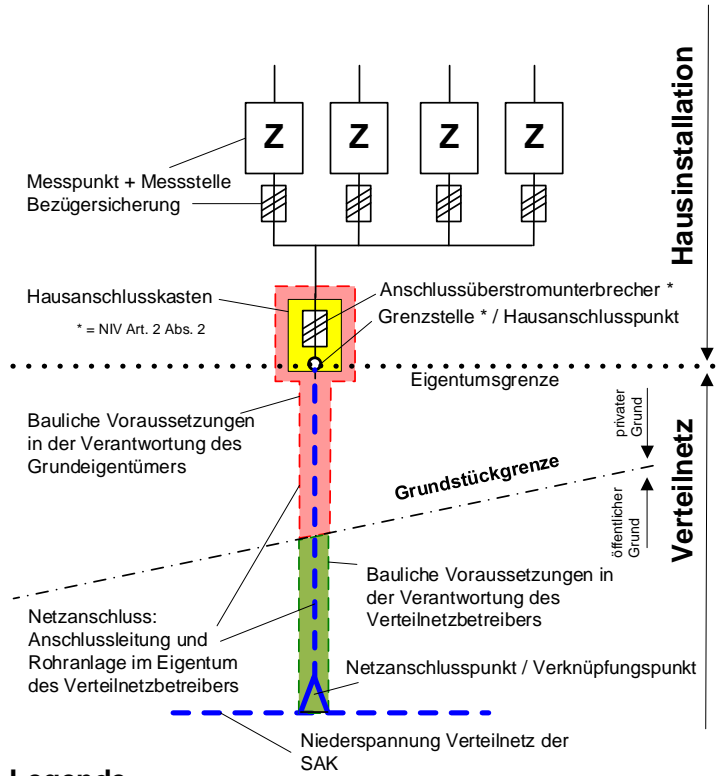 Z Z Z Z
Messpunkt + Messstelle
Bezügersicherung
Hausinstallation
Hausanschlusskasten
* = NIV Art. 2 Abs. 2
Anschlussüberstromunterbrecher *
Grenzstelle * / Hausanschlusspunkt
Eigentumsgrenze
Bauliche Voraussetzungen
in der Verantwortung des
Grundeigentümers
privater
Grund
Grundstückgrenze
öffentlicher
Grund
Verteilnetz
Bauliche Voraussetzungen in
der Verantwortung des
Verteilnetzbetreibers
Netzanschluss:
Anschlussleitung und
Rohranlage im Eigentum
des Verteilnetzbetreibers
Netzanschlusspunkt / Verknüpfungspunkt
Niederspannung Verteilnetz der
SAK
Legende